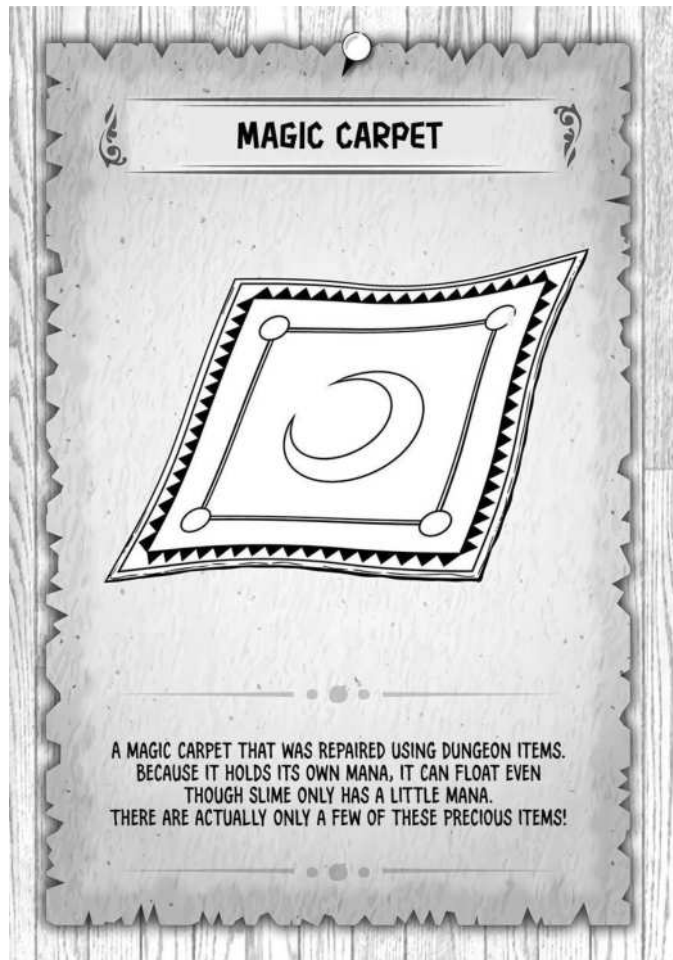 MAGIC CARPET
A MAGIC CARPET THAT WAS REPAIRED USING DUNGEON ITEMS.
BECAUSE IT HOLDS ITS OWN MANA, IT CAN FLOAT EVEN
THOUGH SLIME ONLY HAS A LITTLE MANA.
THERE ARE ACTUALLY ONLY A FEW OF THESE PRECIOUS ITEMS!